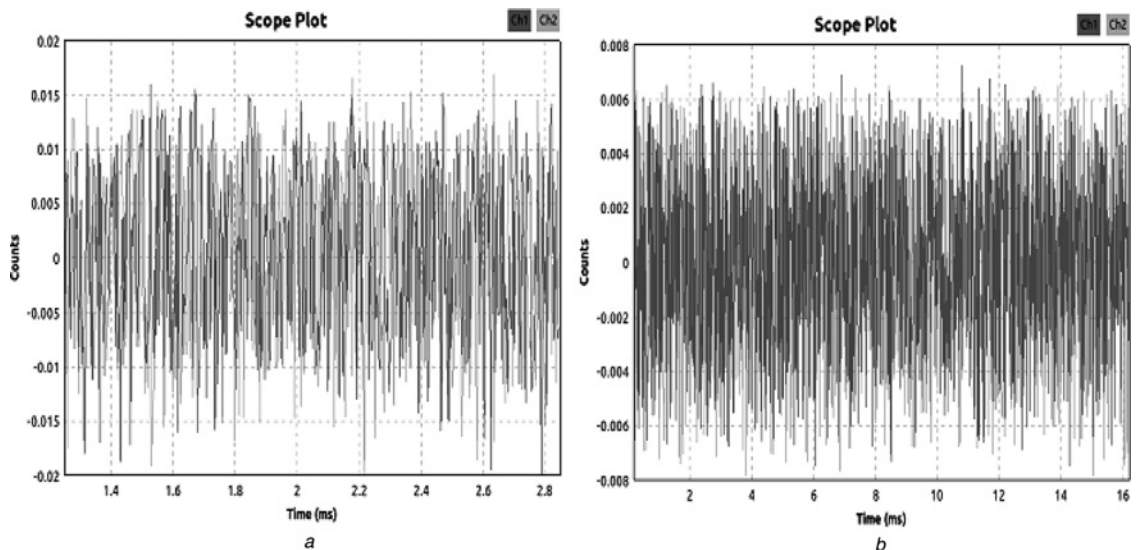 Scope Plot
Ch1 Ch2
0.02
0.015
0.01
0.005
0
-0.005
-0.01
-0.015
-0.02
Counts
1.4 1.6 1.8 2 2.2 2.4 2.6 2.8
Time (ms)
a
Scope Plot
Ch1 Ch2
0.008
0.006
0.004
0.002
0
-0.002
-0.004
-0.006
-0.008
Counts
2 4 6 8 10 12 14 16
Time (ms)
b